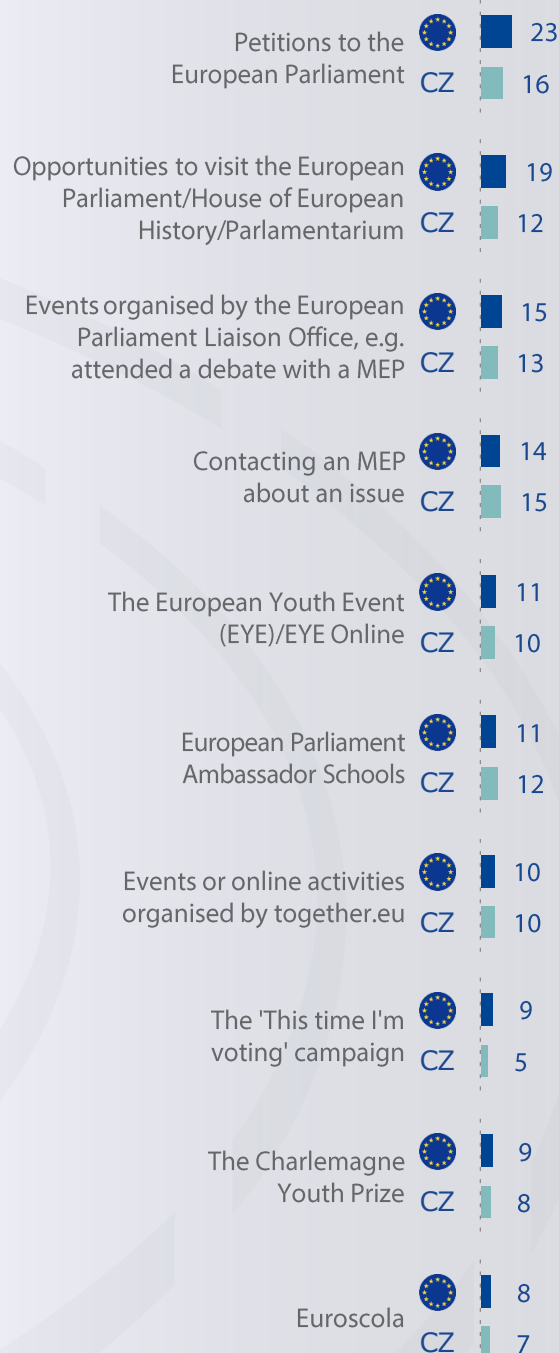 Petitions to the
European Parliament
23
CZ 16
Opportunities to visit the European
Parliament/House of European
History/Parlamentarium
19
CZ 12
Events organised by the European
Parliament Liaison Office, e.g.
attended a debate with a MEP
15
CZ 13
Contacting an MEP
about an issue
14
CZ 15
The European Youth Event
(EYE)/EYE Online
11
CZ 10
European Parliament
Ambassador Schools
11
CZ 12
Events or online activities
organised by together.eu
10
CZ 10
The 'This time I'm
voting' campaign
9
CZ 5
The Charlemagne
Youth Prize
9
CZ 8
Euroscola
8
CZ 7